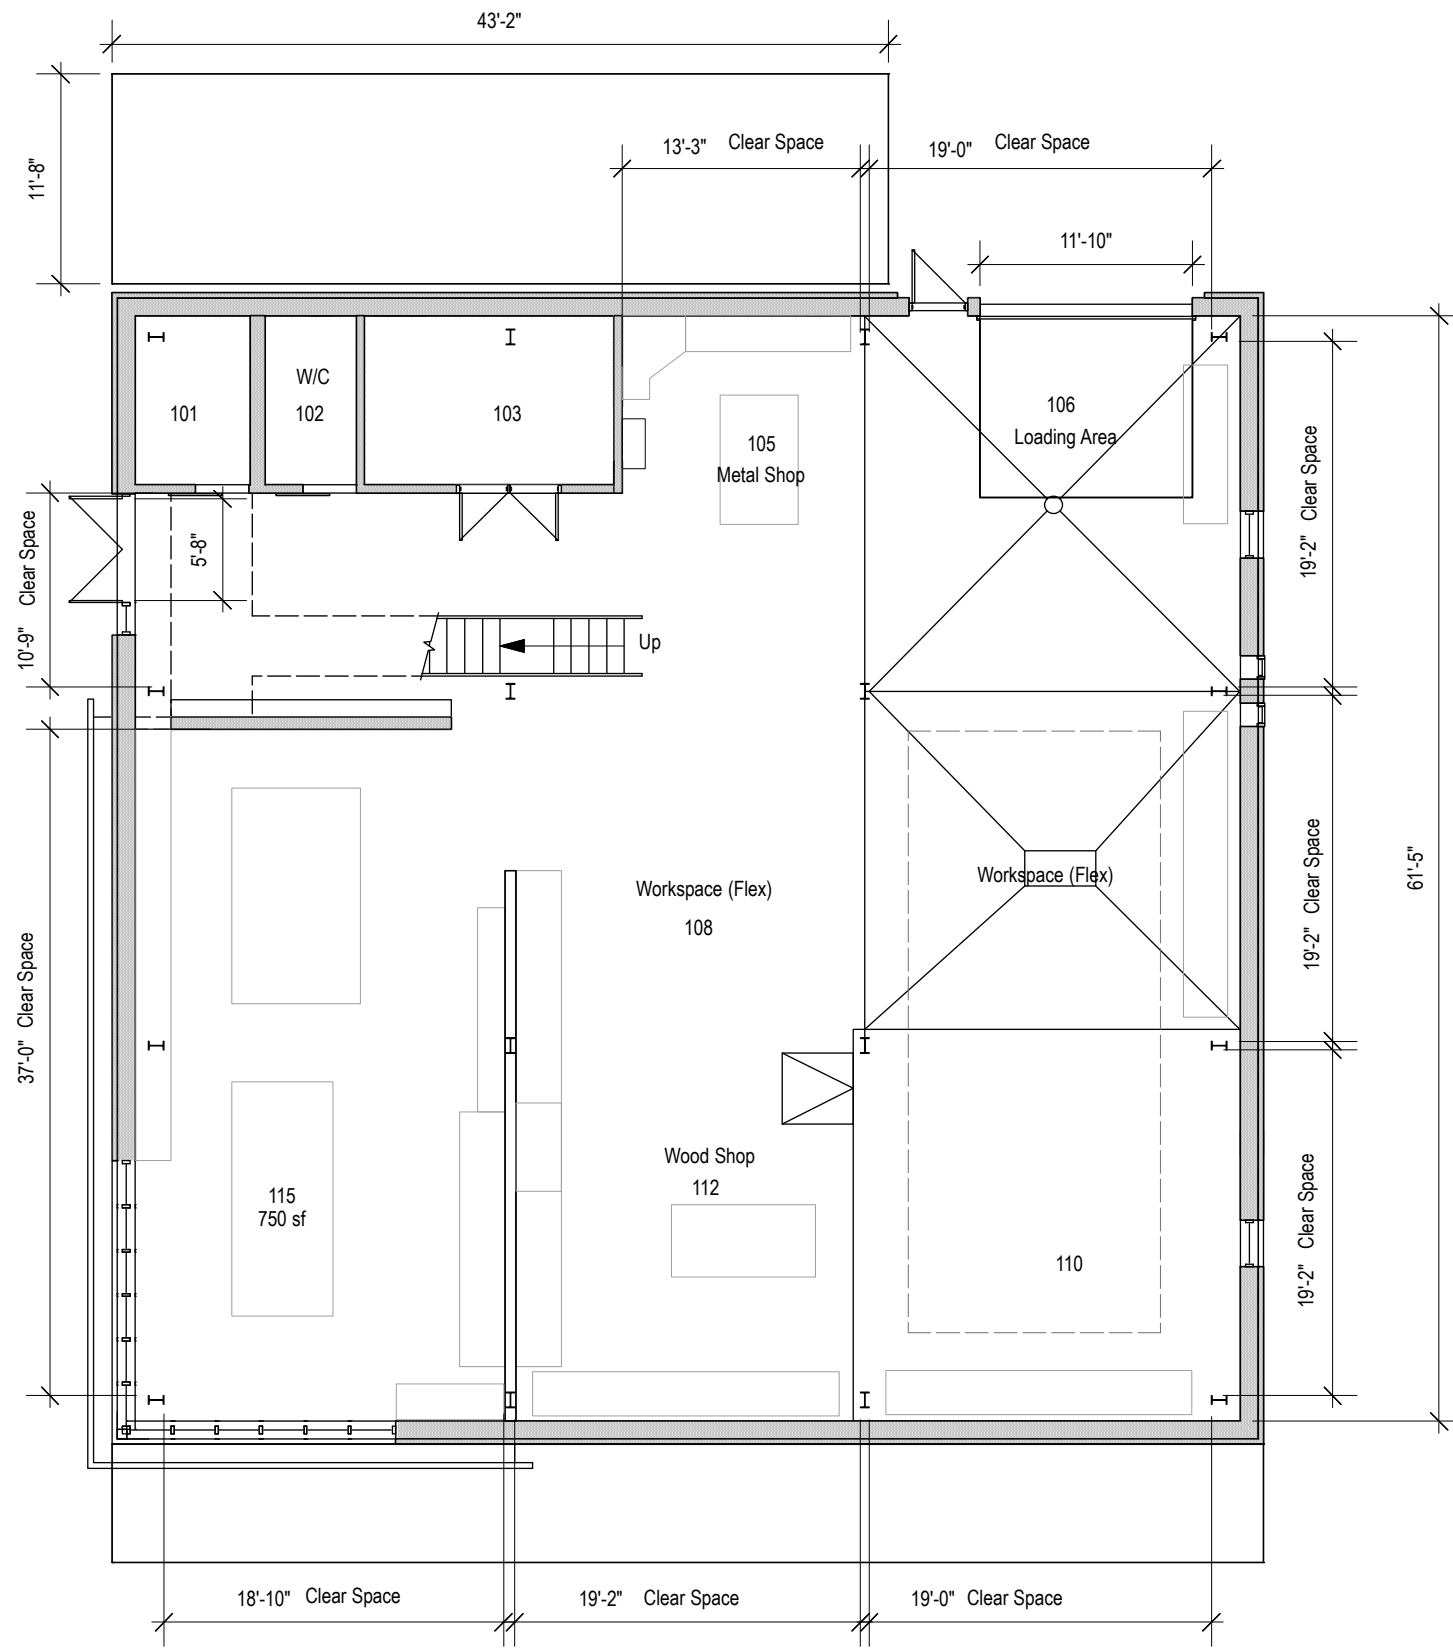 43'-2"
13'-3" Clear Space
19'-0" Clear Space
11'-8"
11'-10"
W/C
101
102
103
105
Metal Shop
106
Loading Area
19'-2" Clear Space
10'-9" Clear Space
5'-8"
Up
61'-5"
Workspace (Flex)
108
Workspace (Flex)
19'-2" Clear Space
37'-0" Clear Space
Wood Shop
112
115
750 sf
110
19'-2" Clear Space
18'-10" Clear Space
19'-2" Clear Space
19'-0" Clear Space